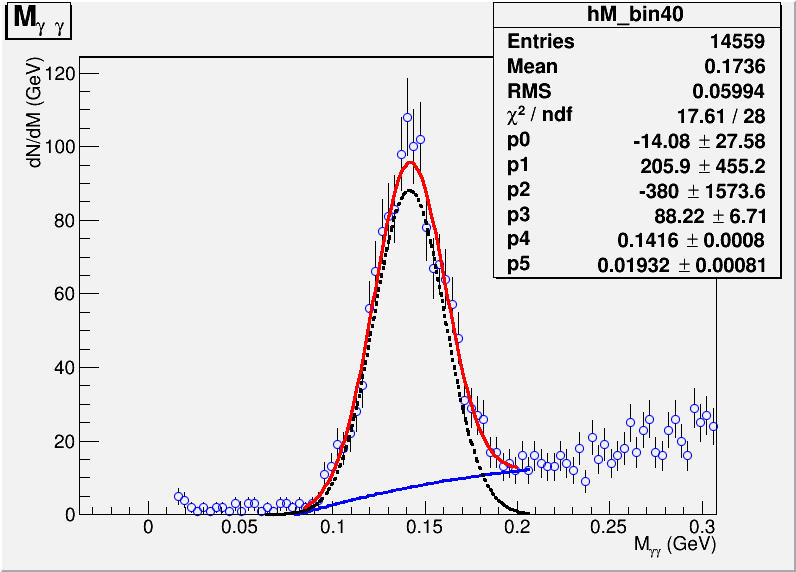 Mγ γ
hM_bin40
Entries 14559
Mean 0.1736
RMS 0.05994
χ² / ndf 17.61 / 28
p0 -14.08 ± 27.58
p1 205.9 ± 455.2
p2 -380 ± 1573.6
p3 88.22 ± 6.71
p4 0.1416 ± 0.0008
p5 0.01932 ± 0.00081
dN/dM (GeV)
120
100
80
60
40
20
0
0 0.05 0.1 0.15 0.2 0.25 0.3
Mγγ (GeV)